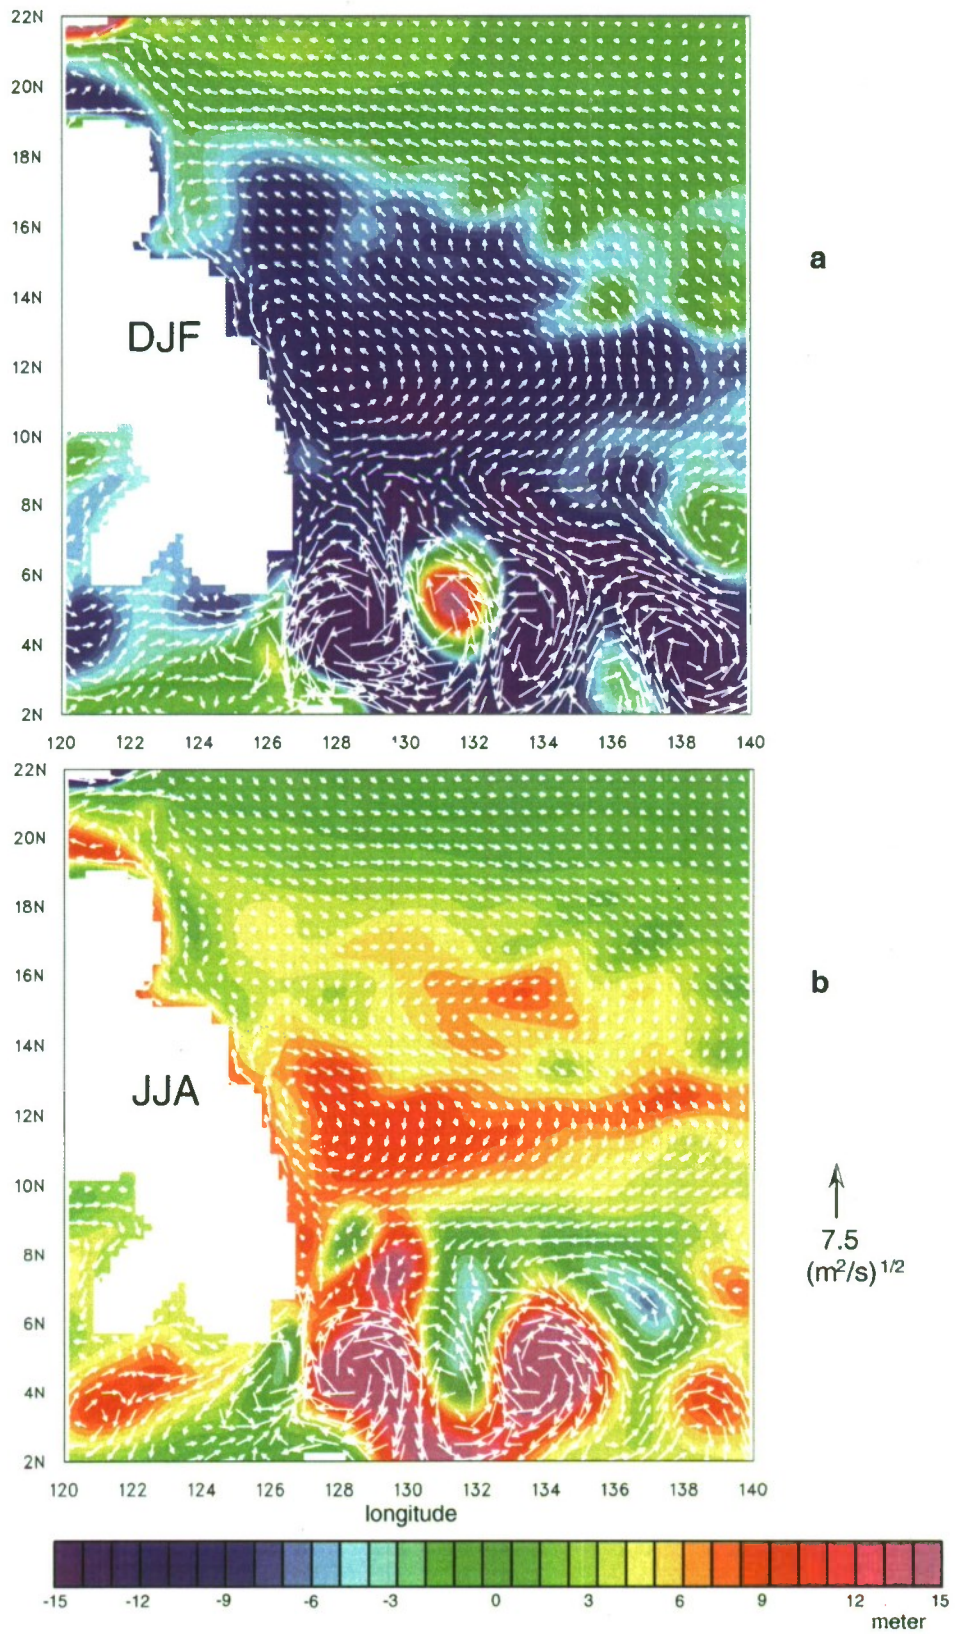 22N
20N
18N
16N
14N
12N
10N
8N
6N
4N
2N
DJF
a
120 122 124 126 128 130 132 134 136 138 140
22N
20N
18N
16N
14N
12N
10N
8N
6N
4N
2N
JJA
b
7.5
(m²/s)^1/2
120 122 124 126 128 130 132 134 136 138 140
longitude
-15 -12 -9 -6 -3 0 3 6 9 12 15
meter